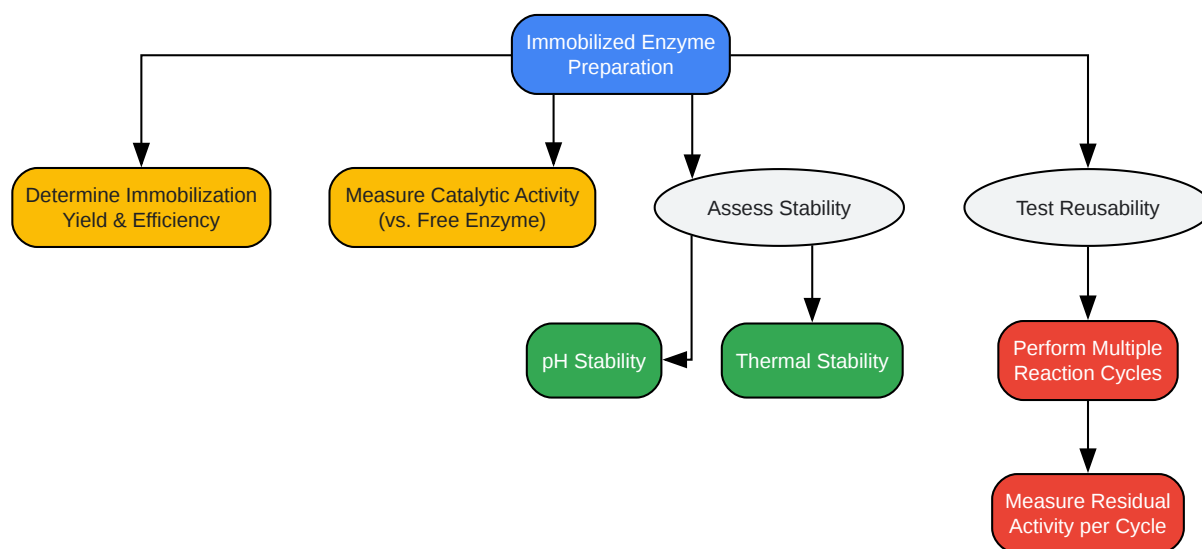 Immobilized Enzyme
Preparation
Determine Immobilization
Yield & Efficiency
Measure Catalytic Activity
(vs. Free Enzyme)
Assess Stability
Test Reusability
pH Stability
Thermal Stability
Perform Multiple
Reaction Cycles
Measure Residual
Activity per Cycle